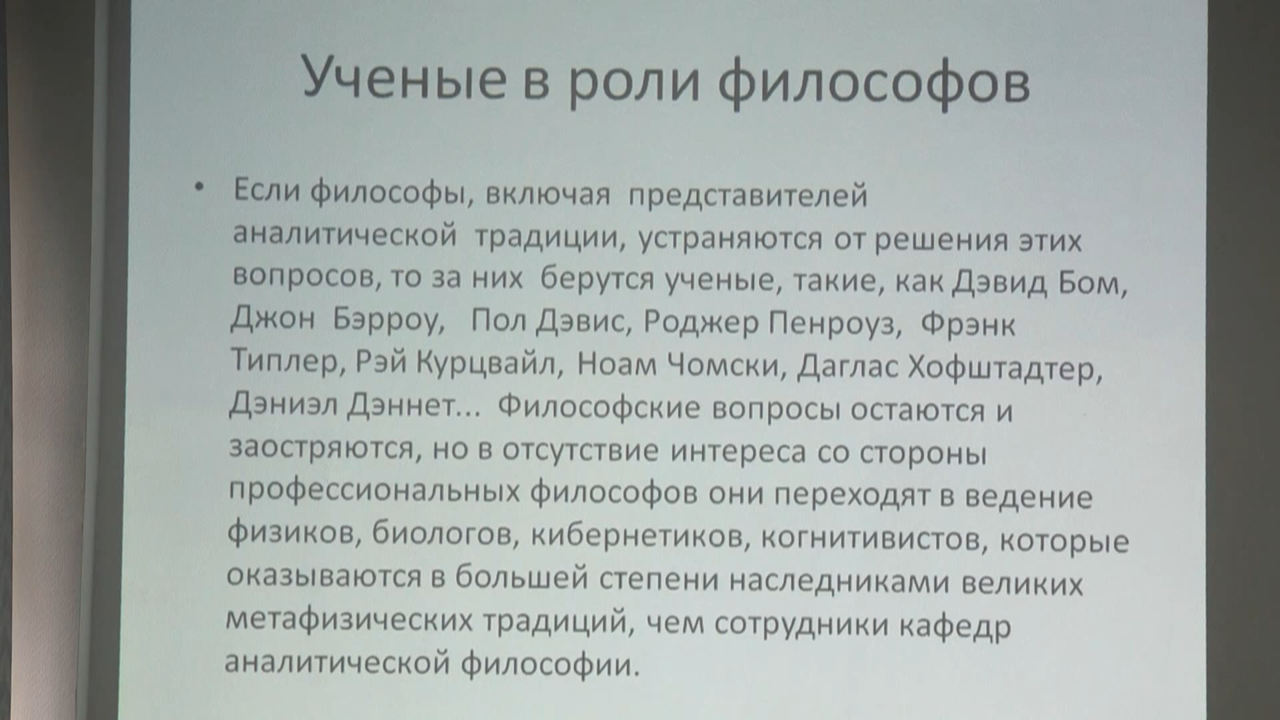 Ученые в роли философов
• Если философы, включая представителей
аналитической традиции, устраняются от решения этих
вопросов, то за них берутся ученые, такие, как Дэвид Бом,
Джон Бэрроу, Пол Дэвис, Роджер Пенроуз, Фрэнк
Типлер, Рэй Курцвайл, Ноам Чомски, Даглас Хофштадтер,
Дэниэл Дэннет... Философские вопросы остаются и
заостряются, но в отсутствие интереса со стороны
профессиональных философов они переходят в ведение
физиков, биологов, кибернетиков, когнитивистов, которые
оказываются в большей степени наследниками великих
метафизических традиций, чем сотрудники кафедр
аналитической философии.